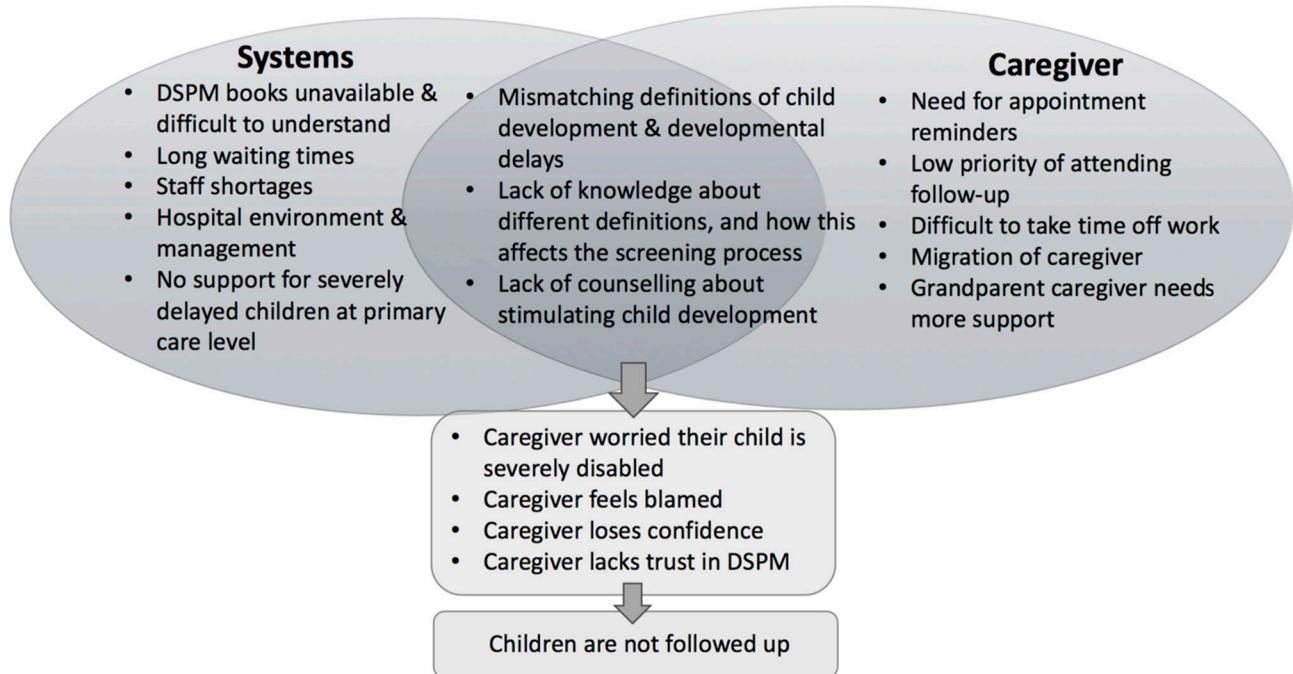 Systems
• DSPM books unavailable &
difficult to understand
• Long waiting times
• Staff shortages
• Hospital environment &
management
• No support for severely
delayed children at primary
care level
• Mismatching definitions of child
development & developmental
delays
• Lack of knowledge about
different definitions, and how this
affects the screening process
• Lack of counselling about
stimulating child development
Caregiver
• Need for appointment
reminders
• Low priority of attending
follow-up
• Difficult to take time off work
• Migration of caregiver
• Grandparent caregiver needs
more support
• Caregiver worried their child is
severely disabled
• Caregiver feels blamed
• Caregiver loses confidence
• Caregiver lacks trust in DSPM
Children are not followed up